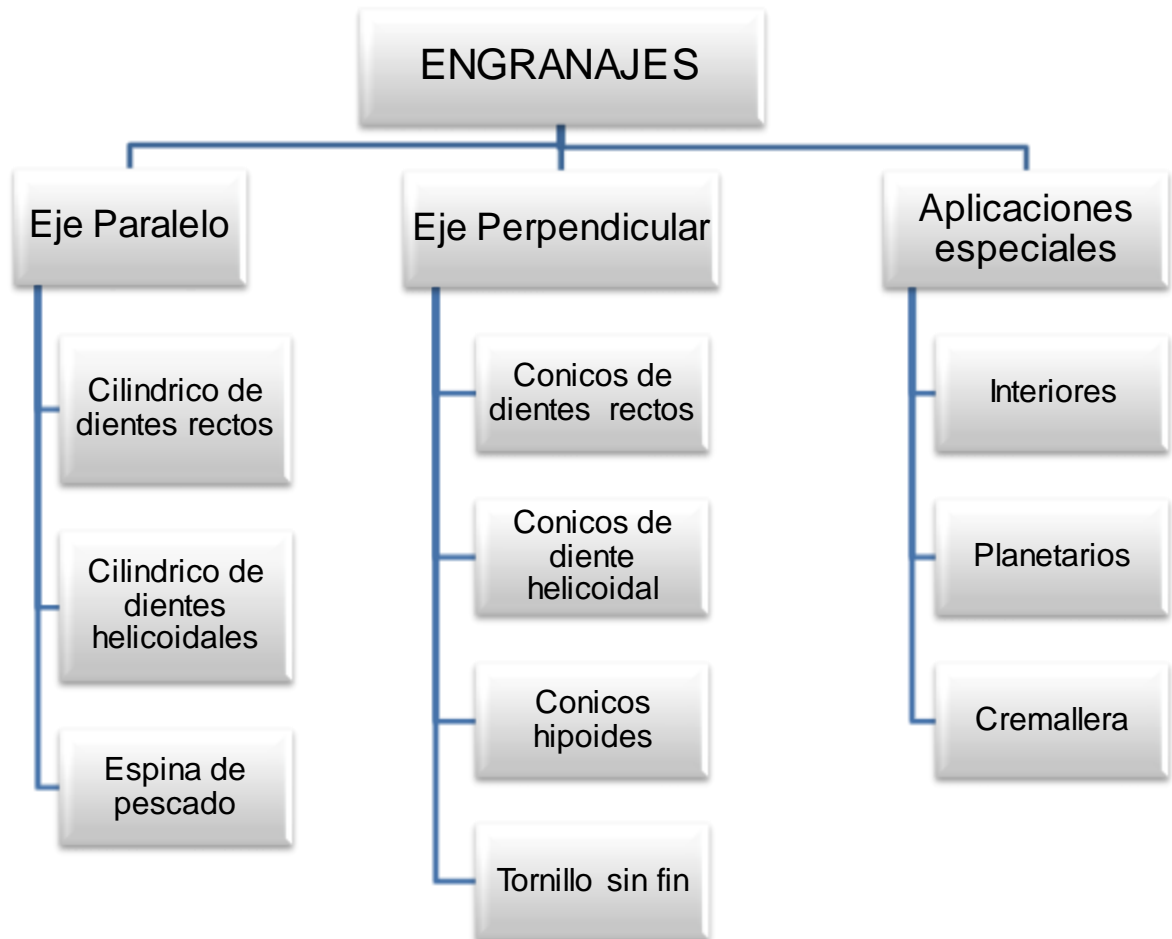 ENGRANAJES
Eje Paralelo
Cilindrico de
dientes rectos
Cilindrico de
dientes
helicoidales
Espina de
pescado
Eje Perpendicular
Conicos de
dientes rectos
Conicos de
diente
helicoidal
Conicos
hipoides
Tornillo sin fin
Aplicaciones
especiales
Interiores
Planetarios
Cremallera